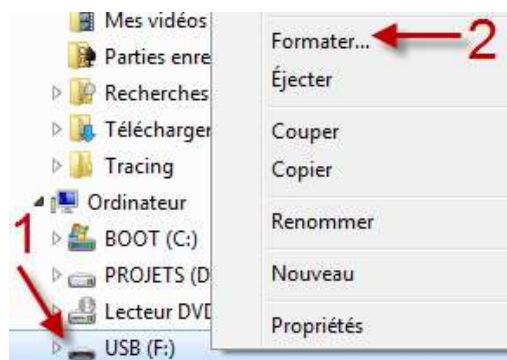 Mes vidéos
Parties enre
Recherches
Télécharger
Tracing
Ordinateur
BOOT (C:)
PROJETS (D
Lecteur DVD
USB (F:)
1
Formater...
2
Éjecter
Couper
Copier
Renommer
Nouveau
Propriétés